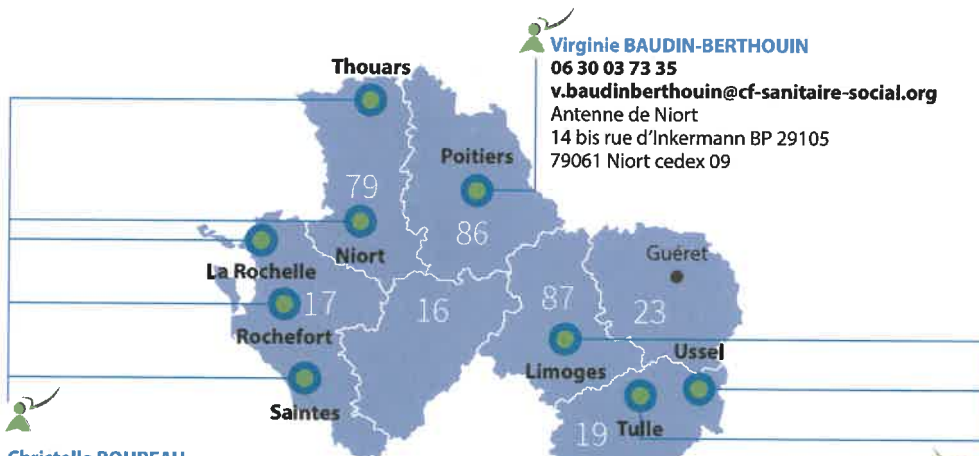 Virginie BAUDIN-BERTHOUIN
06 30 03 73 35
v.baudinberthouin@cf-sanitaire-social.org
Antenne de Niort
14 bis rue d'Inkermann BP 29105
79061 Niort cedex 09
Thouars
Poitiers
79
86
Niort
La Rochelle
Guéret
17
16
87
23
Rochefort
Ussel
Limoges
Saintes
Tulle
19